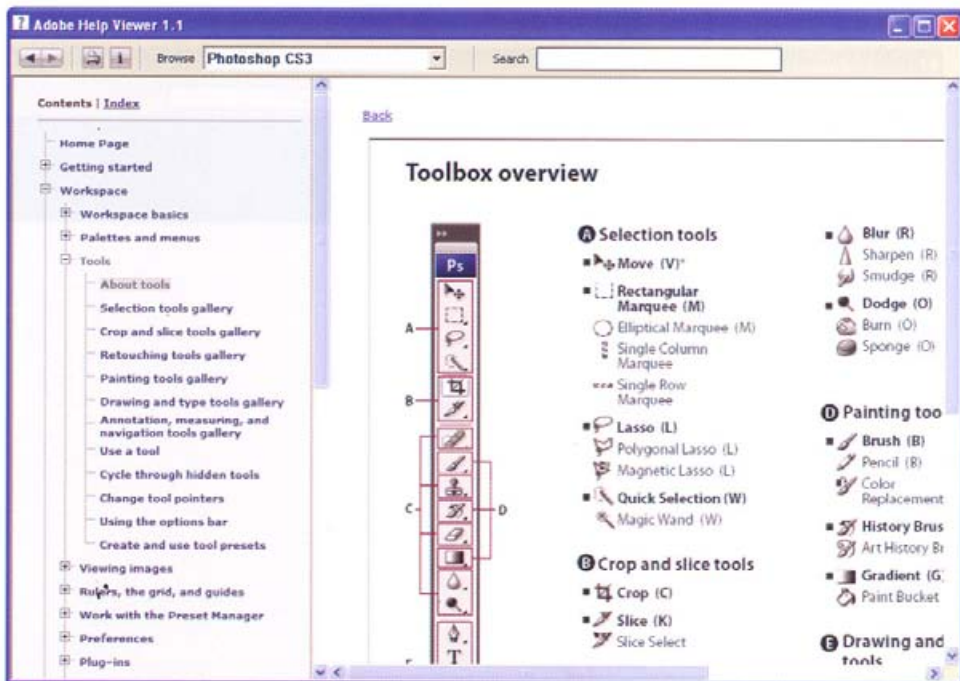 Adobe Help Viewer 1.1
Browse Photoshop CS3 Search
Contents | Index
Home Page
Getting started
Workspace
Workspace basics
Palettes and menus
Tools
About tools
Selection tools gallery
Crop and slice tools gallery
Retouching tools gallery
Painting tools gallery
Drawing and type tools gallery
Annotation, measuring, and
navigation tools gallery
Use a tool
Cycle through hidden tools
Change tool pointers
Using the options bar
Create and use tool presets
Viewing images
Rulers, the grid, and guides
Work with the Preset Manager
Preferences
Plug-ins
Back
Toolbox overview
Ps
A
B
C
D
T
A Selection tools
Move (V)*
Rectangular
Marquee (M)
Elliptical Marquee (M)
Single Column
Marquee
Single Row
Marquee
Lasso (L)
Polygonal Lasso (L)
Magnetic Lasso (L)
Quick Selection (W)
Magic Wand (W)
B Crop and slice tools
Crop (C)
Slice (K)
Slice Select
Blur (R)
Sharpen (R)
Smudge (R)
Dodge (O)
Burn (O)
Sponge (O)
D Painting too
Brush (B)
Pencil (B)
Color
Replacement
History Brus
Art History Br
Gradient (G
Paint Bucket
E Drawing and
tools